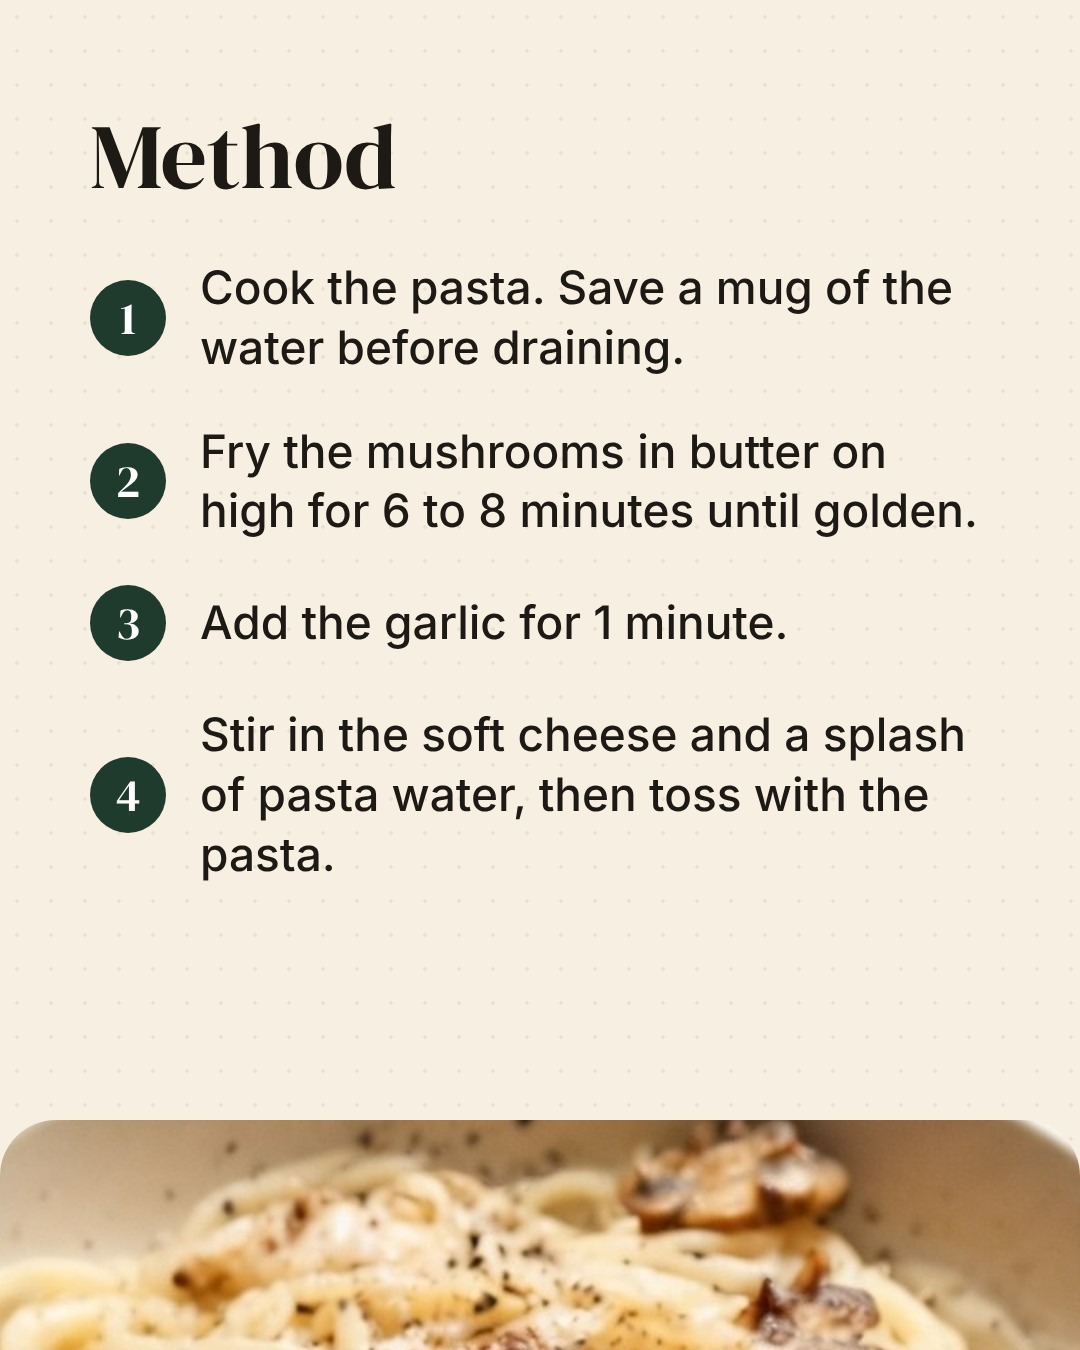 Method
1 Cook the pasta. Save a mug of the
water before draining.
2 Fry the mushrooms in butter on
high for 6 to 8 minutes until golden.
3 Add the garlic for 1 minute.
4 Stir in the soft cheese and a splash
of pasta water, then toss with the
pasta.